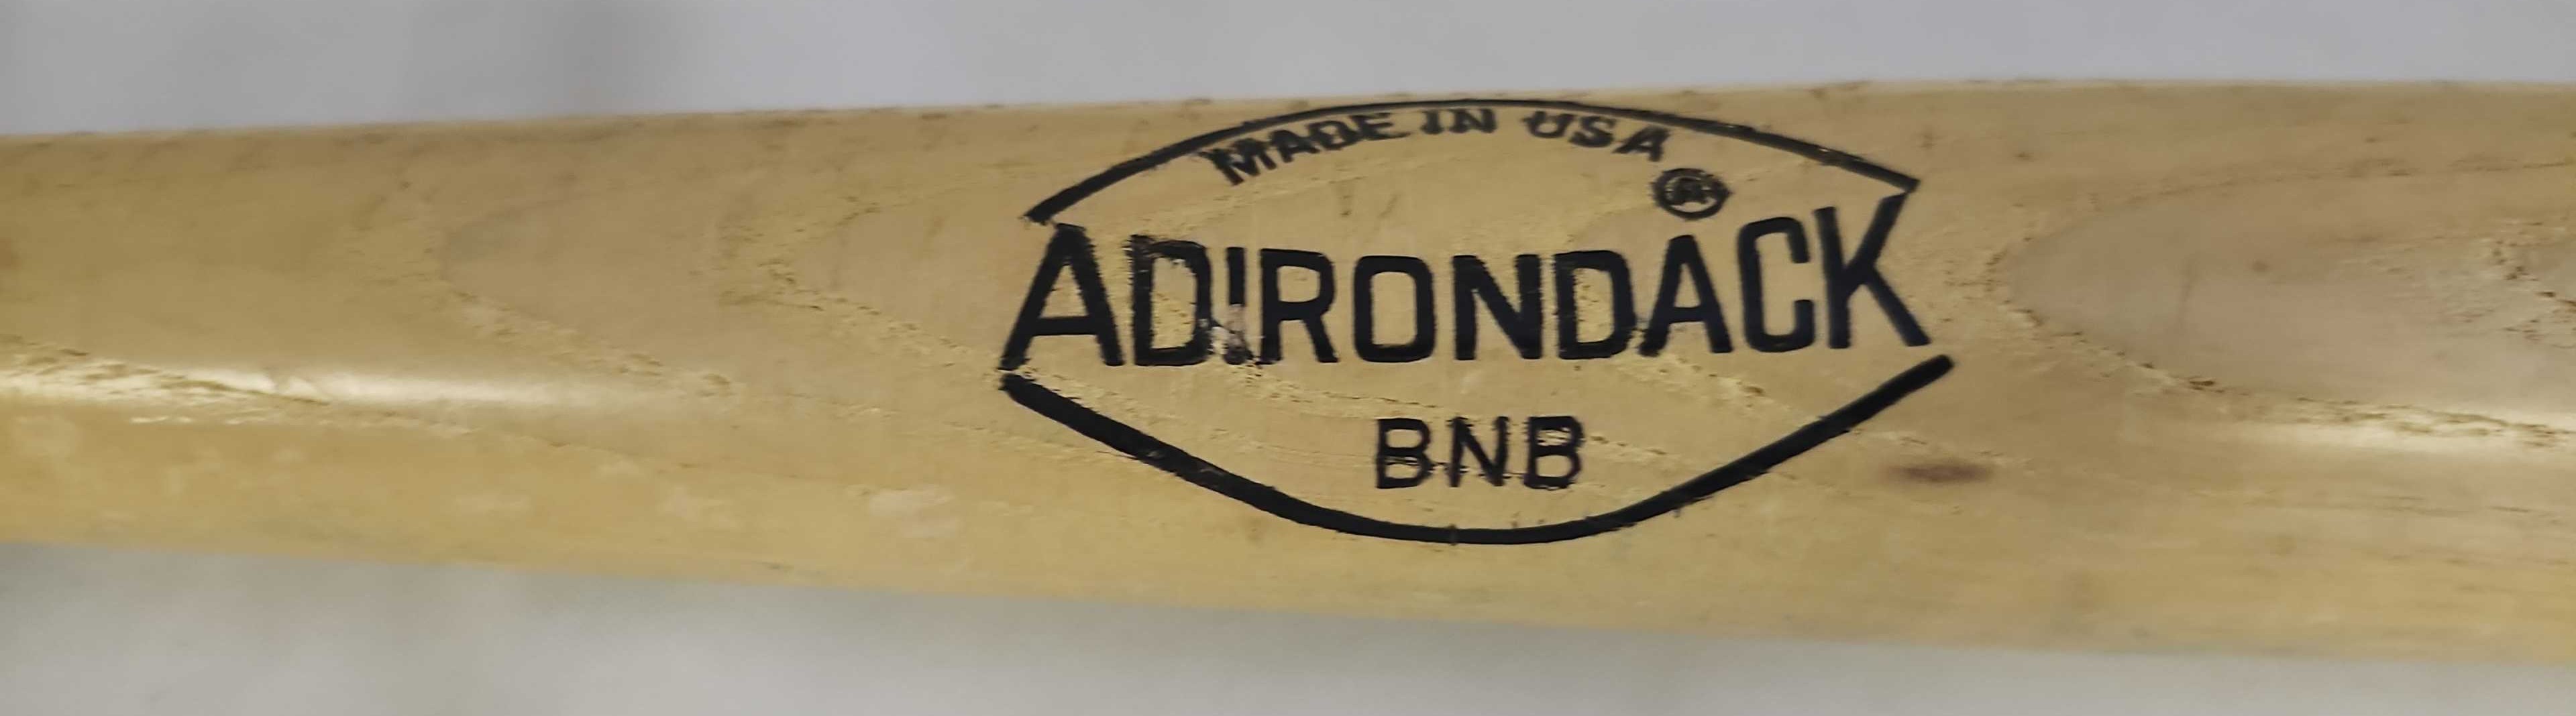 MADE IN USA
®
ADIRONDACK
BNB